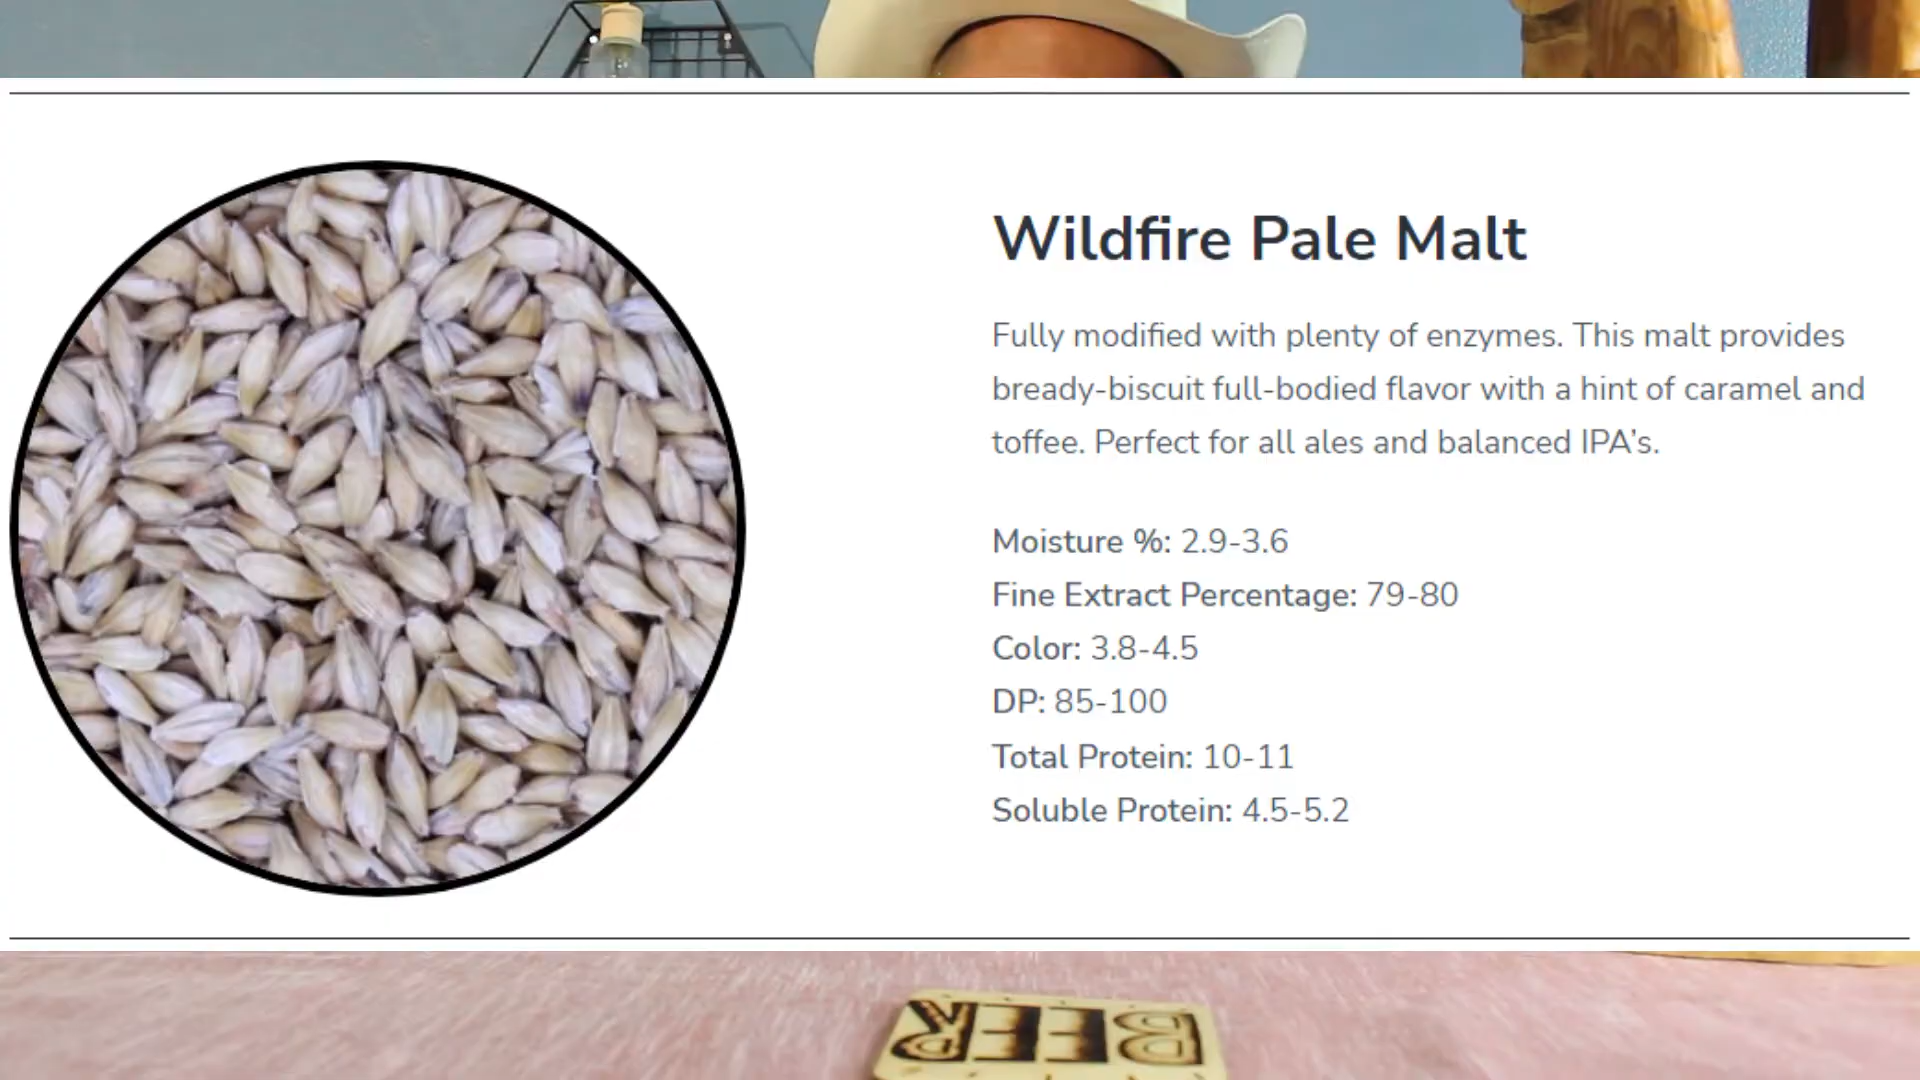 Wildfire Pale Malt
Fully modified with plenty of enzymes. This malt provides
bready-biscuit full-bodied flavor with a hint of caramel and
toffee. Perfect for all ales and balanced IPA’s.
Moisture %: 2.9-3.6
Fine Extract Percentage: 79-80
Color: 3.8-4.5
DP: 85-100
Total Protein: 10-11
Soluble Protein: 4.5-5.2
BEER